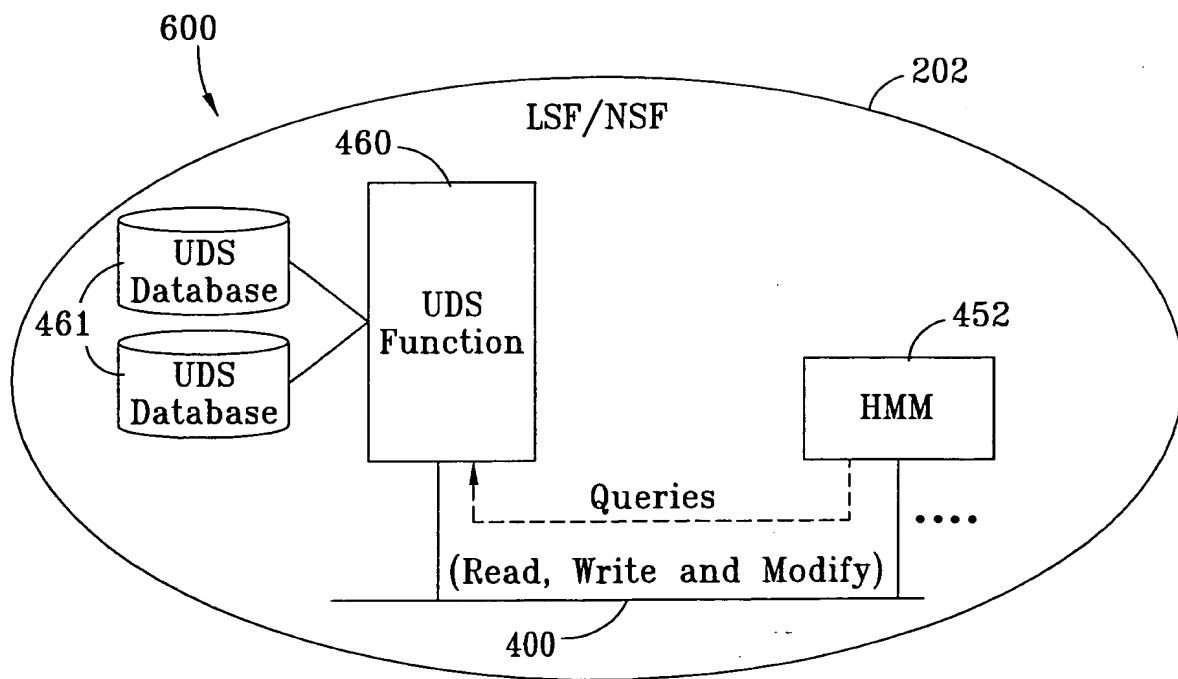 600
202
LSF/NSF
460
UDS
Database
461
UDS
Database
UDS
Function
452
HMM
Queries
....
(Read, Write and Modify)
400